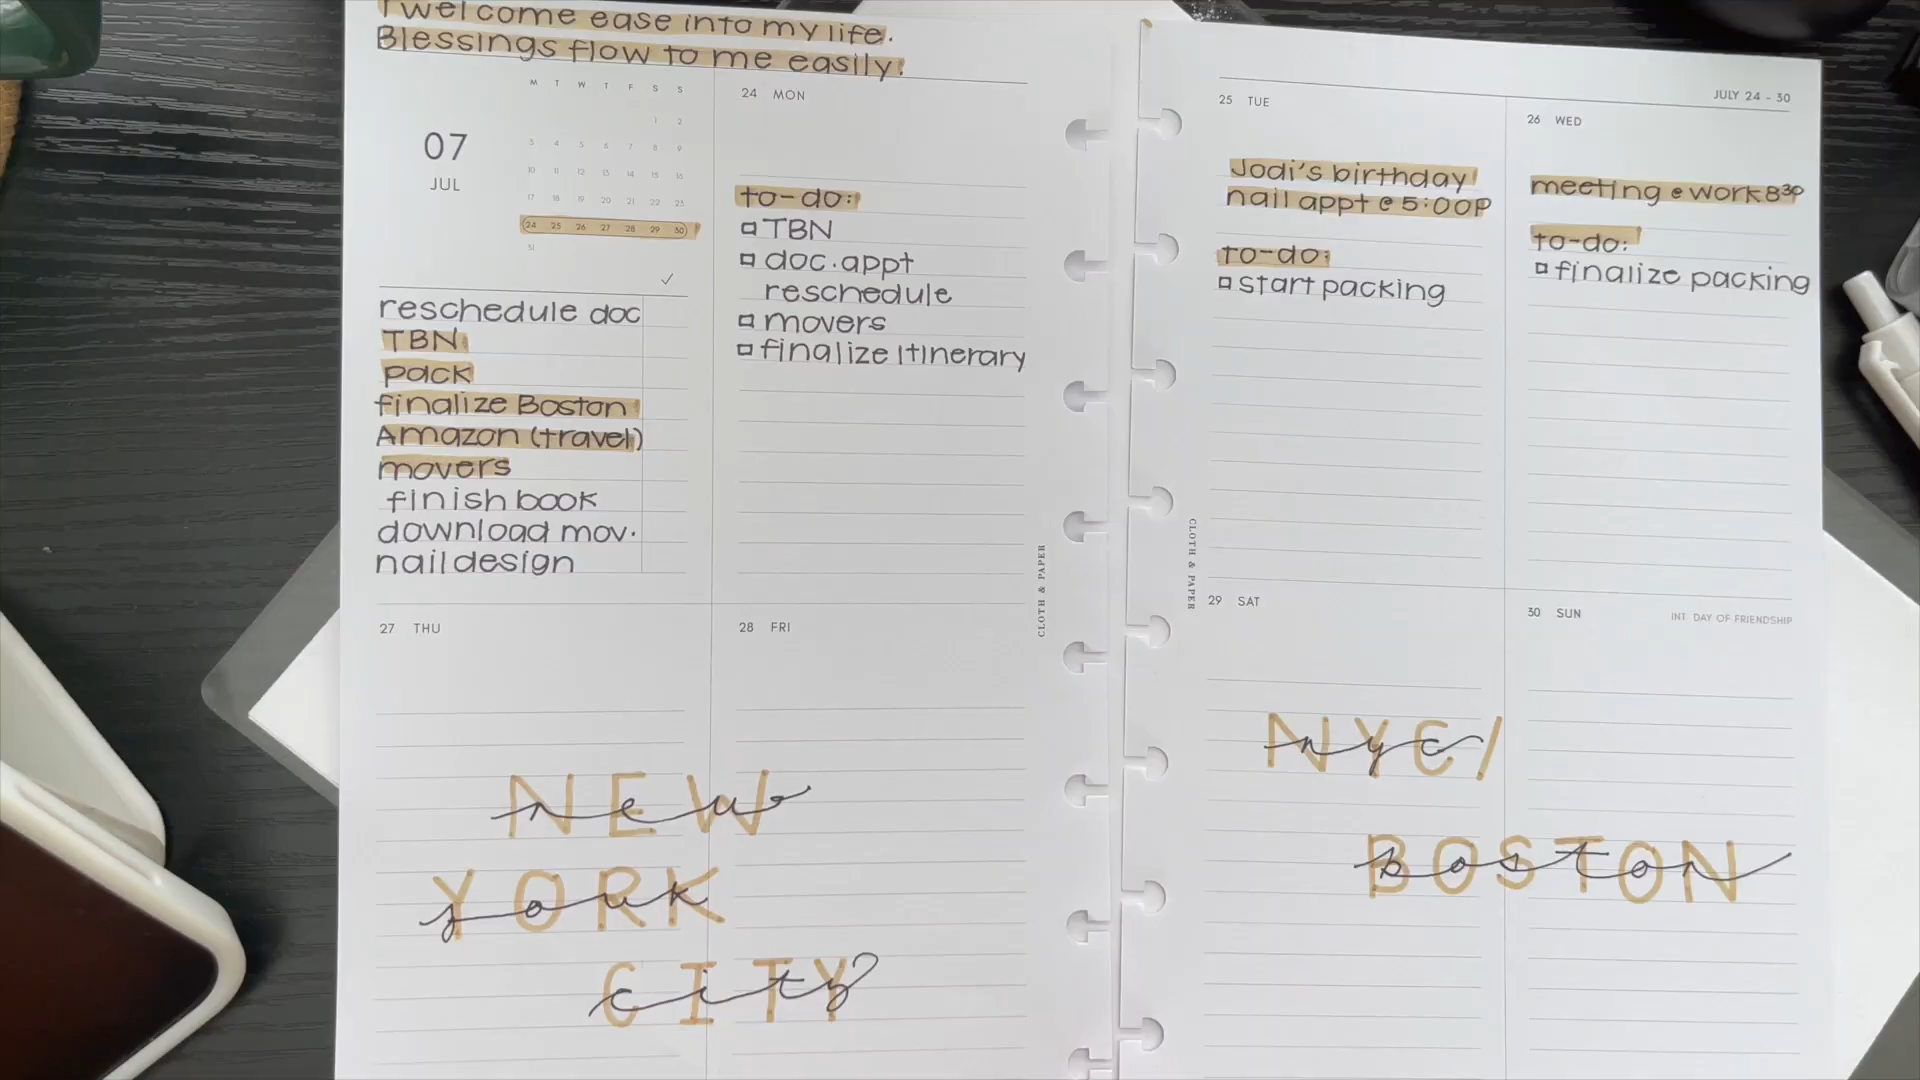 I welcome ease into my life.
Blessings flow to me easily.
07
JUL
M T W T F S S
1 2
3 4 5 6 7 8 9
10 11 12 13 14 15 16
17 18 19 20 21 22 23
24 25 26 27 28 29 30
31
reschedule doc
TBN
pack
finalize Boston
Amazon (travel)
movers
finish book
download mov.
nail design
24 MON
to-do:
TBN
doc. appt
reschedule
movers
finalize itinerary
27 THU
28 FRI
NEW
new
YORK
york
CITY
city
CLOTH & PAPER
JULY 24 - 30
25 TUE
Jodi's birthday
nail appt @ 5:00P
to-do:
start packing
26 WED
meeting @ work 8³⁰
to-do:
finalize packing
CLOTH & PAPER
29 SAT
30 SUN
INT. DAY OF FRIENDSHIP
NYC/
nyc/
BOSTON
boston